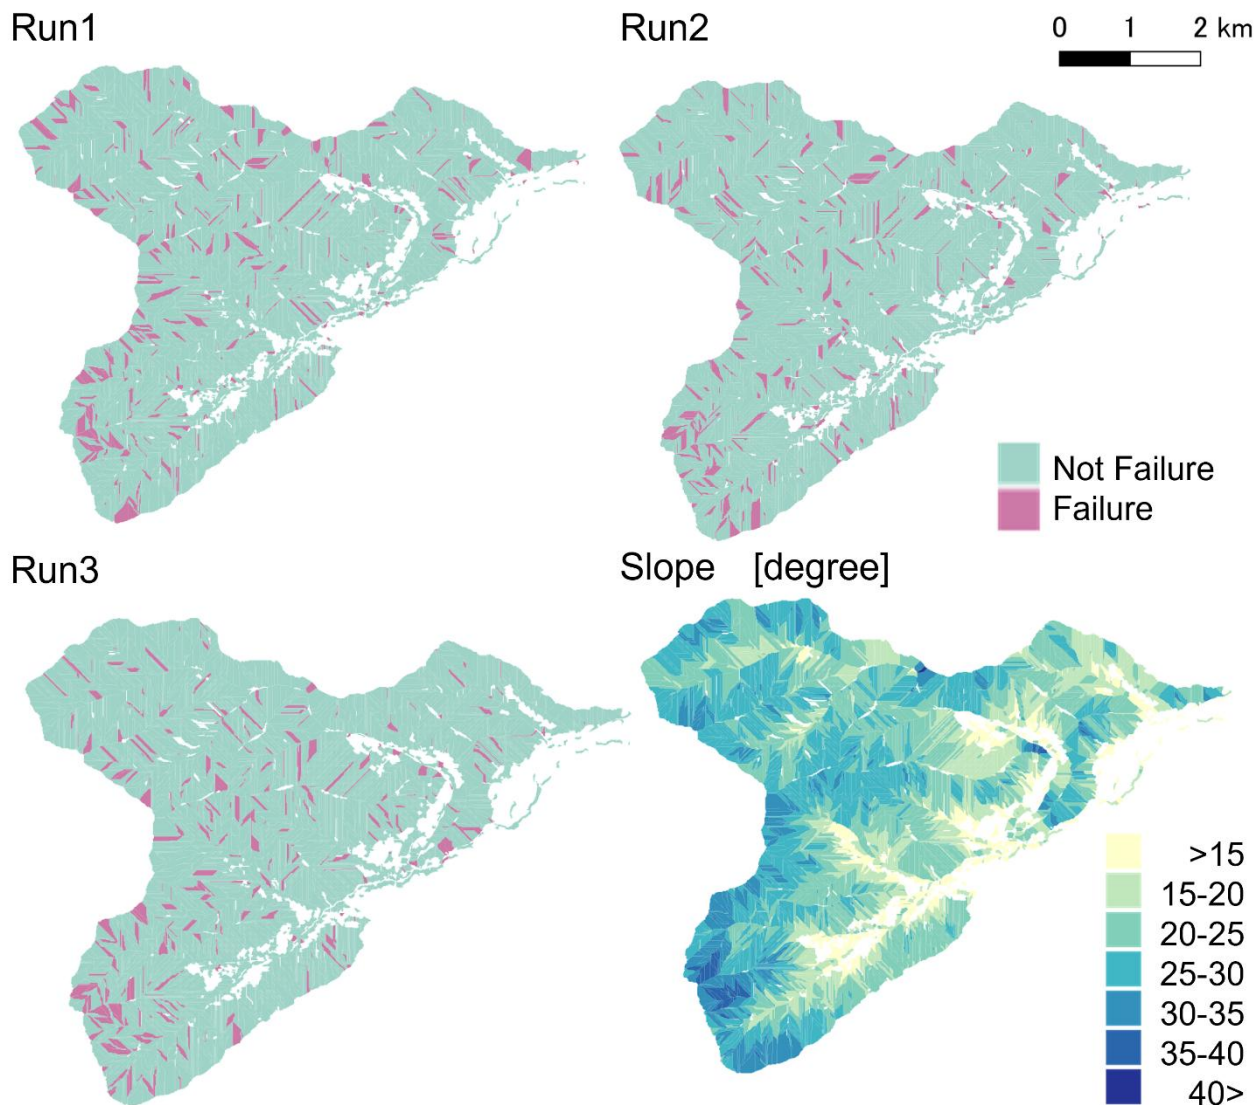 Run1
Run2
0 1 2 km
Not Failure
Failure
Run3
Slope [degree]
>15
15-20
20-25
25-30
30-35
35-40
40>